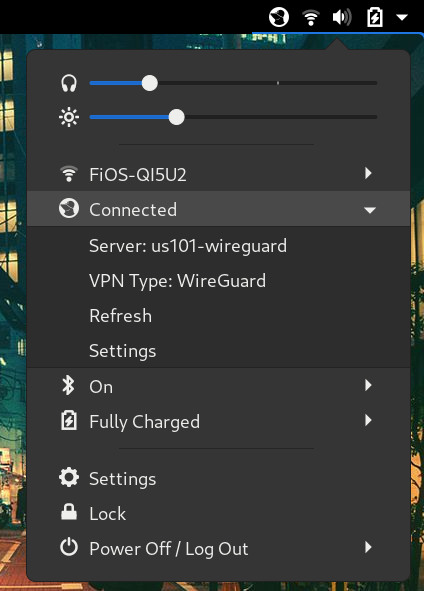 FiOS-QI5U2
Connected
Server: us101-wireguard
VPN Type: WireGuard
Refresh
Settings
On
Fully Charged
Settings
Lock
Power Off / Log Out